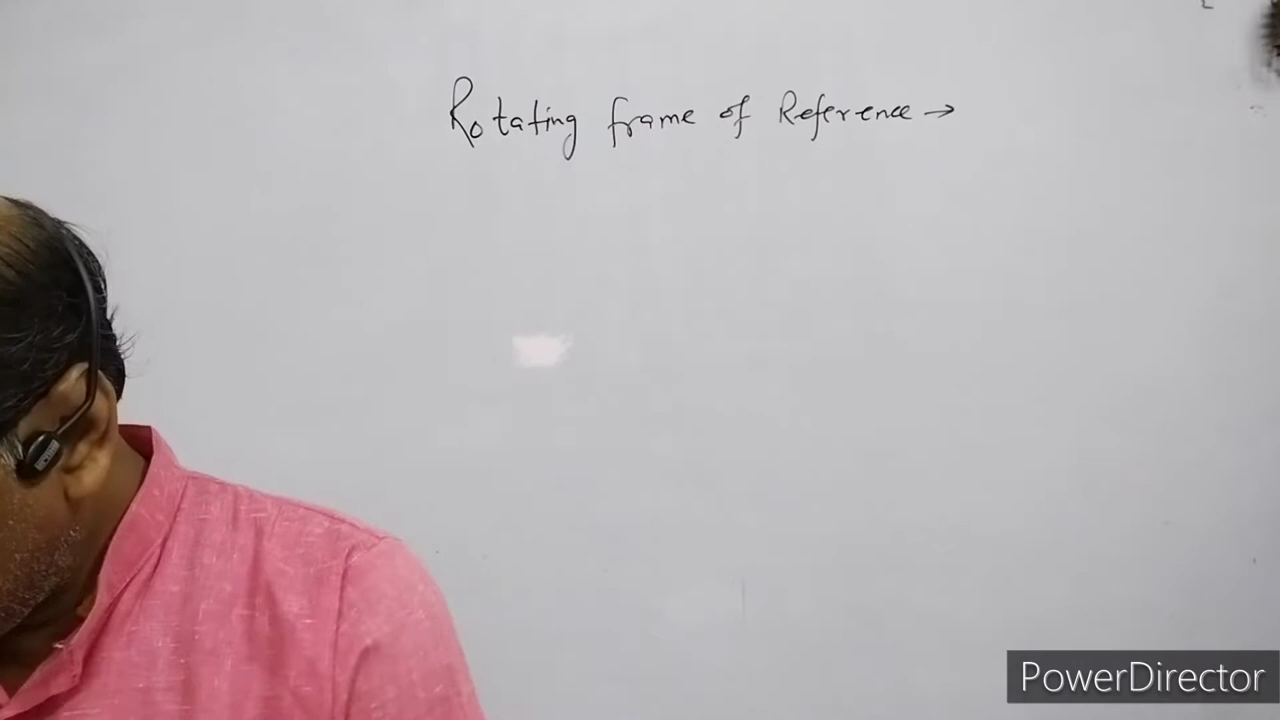 Rotating frame of Reference →
PowerDirector